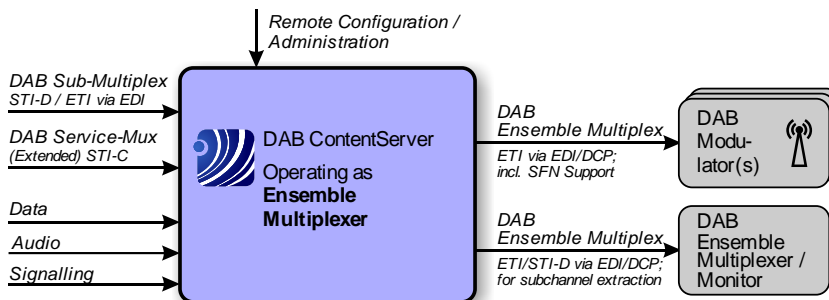 Remote Configuration /
Administration
DAB Sub-Multiplex
STI-D / ETI via EDI
DAB Service-Mux
(Extended) STI-C
Data
Audio
Signalling
DAB ContentServer
Operating as
Ensemble
Multiplexer
DAB
Ensemble Multiplex
ETI via EDI/DCP;
incl. SFN Support
DAB
Ensemble Multiplex
ETI/STI-D via EDI/DCP;
for subchannel extraction
DAB
Modu-
lator(s)
DAB
Ensemble
Multiplexer /
Monitor